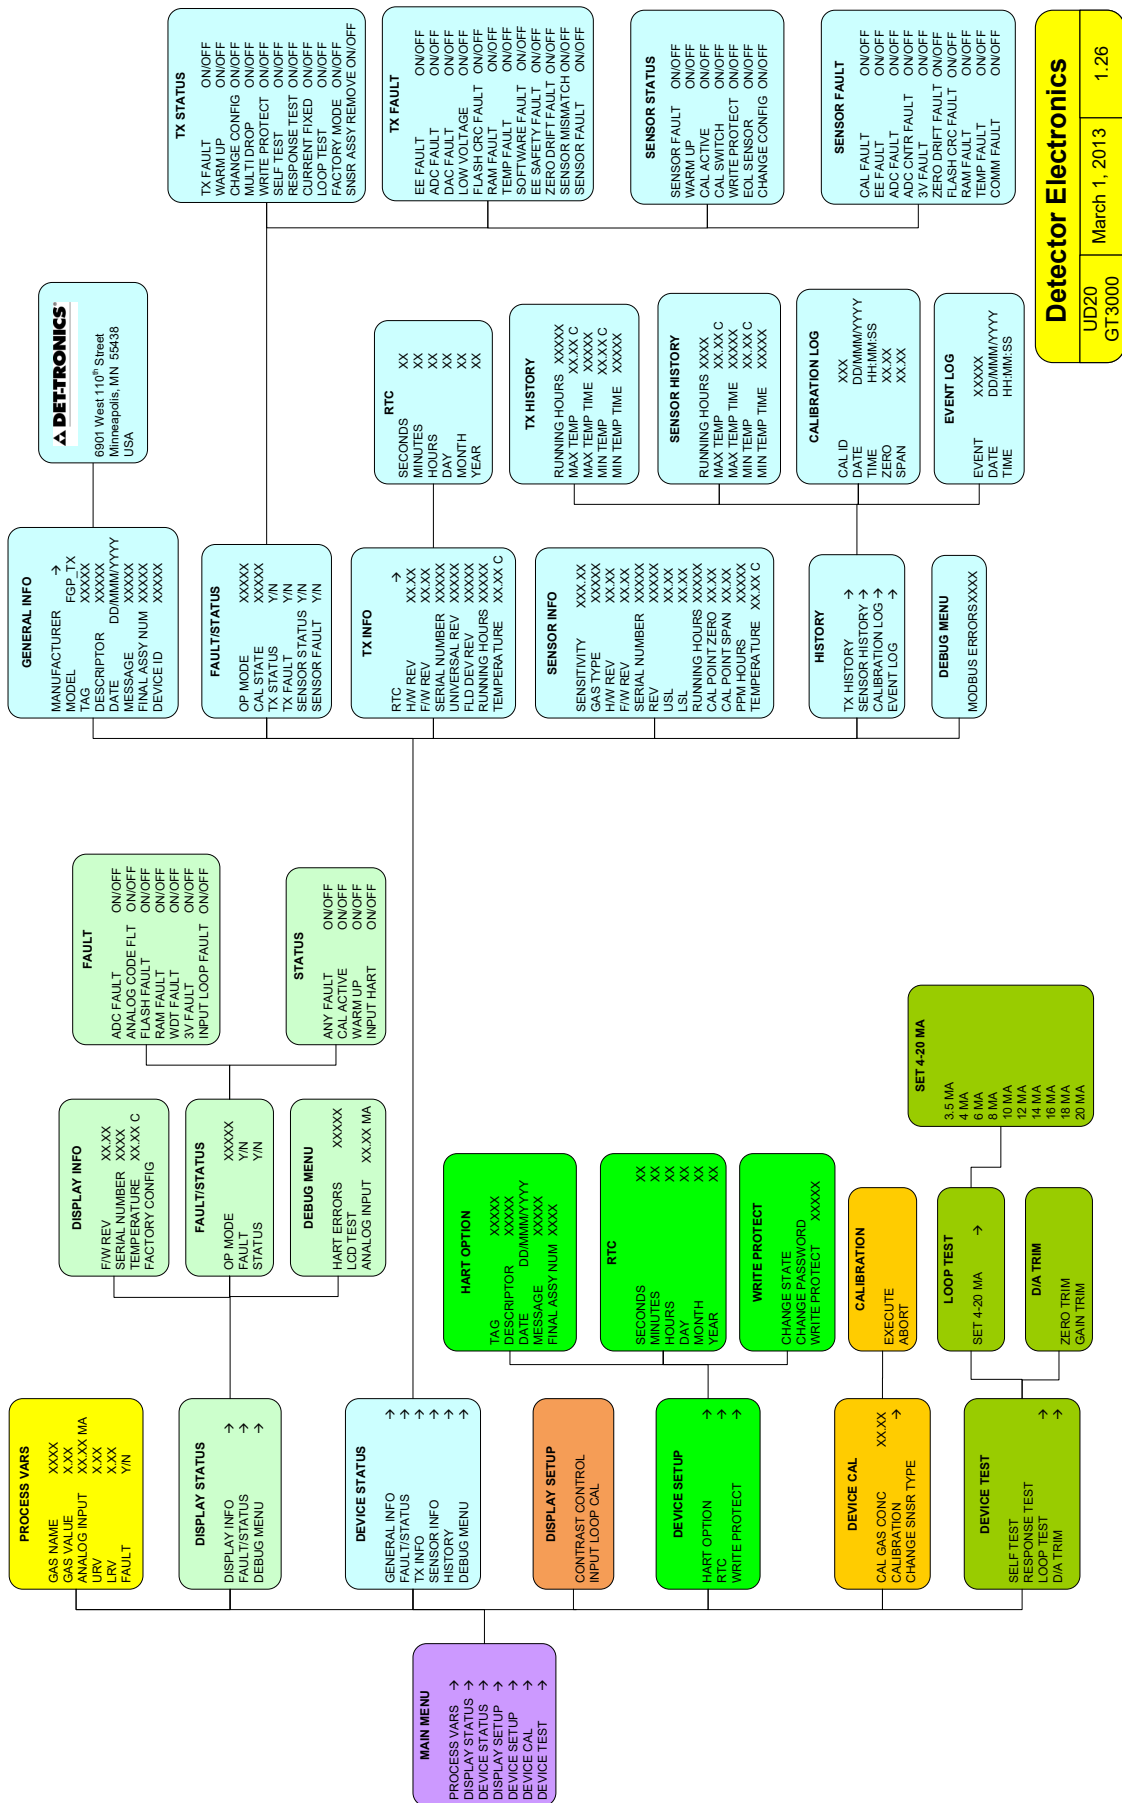 MAIN MENU
PROCESS VARS →
DISPLAY STATUS →
DEVICE STATUS →
DISPLAY SETUP →
DEVICE SETUP →
DEVICE CAL →
DEVICE TEST →
PROCESS VARS
GAS NAME XXXX
GAS VALUE X.XX
ANALOG INPUT XX.XX MA
URV X.XX
LRV X.XX
FAULT Y/N
DISPLAY STATUS
DISPLAY INFO →
FAULT/STATUS →
DEBUG MENU →
DEVICE STATUS
GENERAL INFO →
FAULT/STATUS →
TX INFO →
SENSOR INFO →
HISTORY →
DEBUG MENU →
DISPLAY SETUP
CONTRAST CONTROL
INPUT LOOP CAL
DEVICE SETUP
HART OPTION →
RTC →
WRITE PROTECT →
DEVICE CAL
CAL GAS CONC XX.XX
CALIBRATION →
CHANGE SNSR TYPE
DEVICE TEST
SELF TEST
RESPONSE TEST
LOOP TEST →
D/A TRIM →
DISPLAY INFO
F/W REV XX.XX
SERIAL NUMBER XXXX
TEMPERATURE XX.XX C
FACTORY CONFIG
FAULT/STATUS
OP MODE XXXXX
FAULT Y/N
STATUS Y/N
DEBUG MENU
HART ERRORS XXXXX
LCD TEST
ANALOG INPUT XX.XX MA
HART OPTION
TAG XXXXX
DESCRIPTOR XXXXX
DATE DD/MMM/YYYY
MESSAGE XXXXX
FINAL ASSY NUM XXXX
RTC
SECONDS XX
MINUTES XX
HOURS XX
DAY XX
MONTH XX
YEAR XX
WRITE PROTECT
CHANGE STATE
CHANGE PASSWORD
WRITE PROTECT XXXXX
CALIBRATION
EXECUTE
ABORT
LOOP TEST
SET 4-20 MA →
D/A TRIM
ZERO TRIM
GAIN TRIM
FAULT
ADC FAULT ON/OFF
ANALOG CODE FLT ON/OFF
FLASH FAULT ON/OFF
RAM FAULT ON/OFF
WDT FAULT ON/OFF
3V FAULT ON/OFF
INPUT LOOP FAULT ON/OFF
STATUS
ANY FAULT ON/OFF
CAL ACTIVE ON/OFF
WARM UP ON/OFF
INPUT HART ON/OFF
SET 4-20 MA
3.5 MA
4 MA
6 MA
8 MA
10 MA
12 MA
14 MA
16 MA
18 MA
20 MA
GENERAL INFO
MANUFACTURER →
MODEL FGP_TX
TAG XXXXX
DESCRIPTOR XXXXX
DATE DD/MMM/YYY
MESSAGE XXXXX
FINAL ASSY NUM XXXXX
DEVICE ID XXXXX
FAULT/STATUS
OP MODE XXXXX
CAL STATE XXXXX
TX STATUS Y/N
TX FAULT Y/N
SENSOR STATUS Y/N
SENSOR FAULT Y/N
TX INFO
RTC →
H/W REV XX.XX
F/W REV XX.XX
SERIAL NUMBER XXXXX
UNIVERSAL REV XXXXX
FLD DEV REV XXXXX
RUNNING HOURS XXXXX
TEMPERATURE XX.XX C
SENSOR INFO
SENSITIVITY XXX.XX
GAS TYPE XXXXX
H/W REV XX.XX
F/W REV XX.XX
SERIAL NUMBER XXXXX
REV XXXX
USL XX.XX
LSL XX.XX
RUNNING HOURS XXXXX
CAL POINT ZERO XX.XX
CAL POINT SPAN XX.XX
PPM HOURS XXXXX
TEMPERATURE XX.XX C
HISTORY
TX HISTORY →
SENSOR HISTORY →
CALIBRATION LOG →
EVENT LOG →
DEBUG MENU
MODBUS ERRORS XXXX
DET-TRONICS®
6901 West 110th Street
Minneapolis, MN 55438
USA
RTC
SECONDS XX
MINUTES XX
HOURS XX
DAY XX
MONTH XX
YEAR XX
TX HISTORY
RUNNING HOURS XXXXX
MAX TEMP XX.XX C
MAX TEMP TIME XXXXX
MIN TEMP XX.XX C
MIN TEMP TIME XXXXX
SENSOR HISTORY
RUNNING HOURS XXXX
MAX TEMP XX.XX C
MAX TEMP TIME XXXXX
MIN TEMP XX.XX C
MIN TEMP TIME XXXXX
CALIBRATION LOG
CAL ID XXX
DATE DD/MMM/YYYY
TIME HH:MM:SS
ZERO XX.XX
SPAN XX.XX
EVENT LOG
EVENT XXXXX
DATE DD/MMM/YYYY
TIME HH:MM:SS
TX STATUS
TX FAULT ON/OFF
WARM UP ON/OFF
CHANGE CONFIG ON/OFF
MULTI DROP ON/OFF
WRITE PROTECT ON/OFF
SELF TEST ON/OFF
RESPONSE TEST ON/OFF
CURRENT FIXED ON/OFF
LOOP TEST ON/OFF
FACTORY MODE ON/OFF
SNSR ASSY REMOVE ON/OFF
TX FAULT
EE FAULT ON/OFF
ADC FAULT ON/OFF
DAC FAULT ON/OFF
LOW VOLTAGE ON/OFF
FLASH CRC FAULT ON/OFF
RAM FAULT ON/OFF
TEMP FAULT ON/OFF
SOFTWARE FAULT ON/OFF
EE SAFETY FAULT ON/OFF
ZERO DRIFT FAULT ON/OFF
SENSOR MISMATCH ON/OFF
SENSOR FAULT ON/OFF
SENSOR STATUS
SENSOR FAULT ON/OFF
WARM UP ON/OFF
CAL ACTIVE ON/OFF
CAL SWITCH ON/OFF
WRITE PROTECT ON/OFF
EOL SENSOR ON/OFF
CHANGE CONFIG ON/OFF
SENSOR FAULT
CAL FAULT ON/OFF
EE FAULT ON/OFF
ADC FAULT ON/OFF
ADC CNTR FAULT ON/OFF
3V FAULT ON/OFF
ZERO DRIFT FAULT ON/OFF
FLASH CRC FAULT ON/OFF
RAM FAULT ON/OFF
TEMP FAULT ON/OFF
COMM FAULT ON/OFF
Detector Electronics
UD20
GT3000
March 1, 2013
1.26